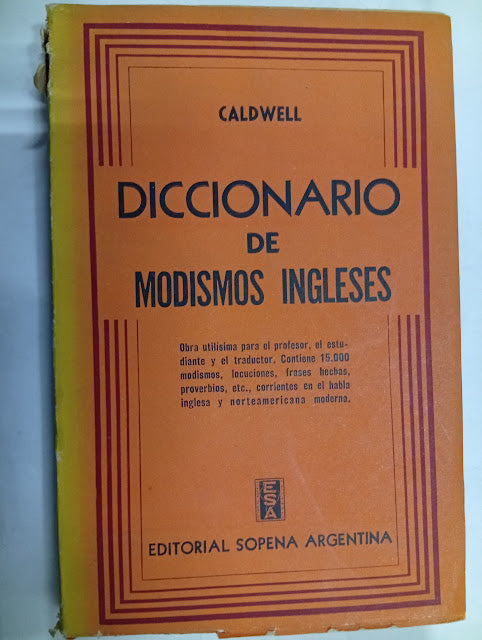 CALDWELL
DICCIONARIO
DE
MODISMOS INGLESES
Obra utilísima para el profesor, el estu-
diante y el traductor. Contiene 15.000
modismos, locuciones, frases hechas,
proverbios, etc., corrientes en el habla
inglesa y norteamericana moderna.
ESA
EDITORIAL SOPENA ARGENTINA